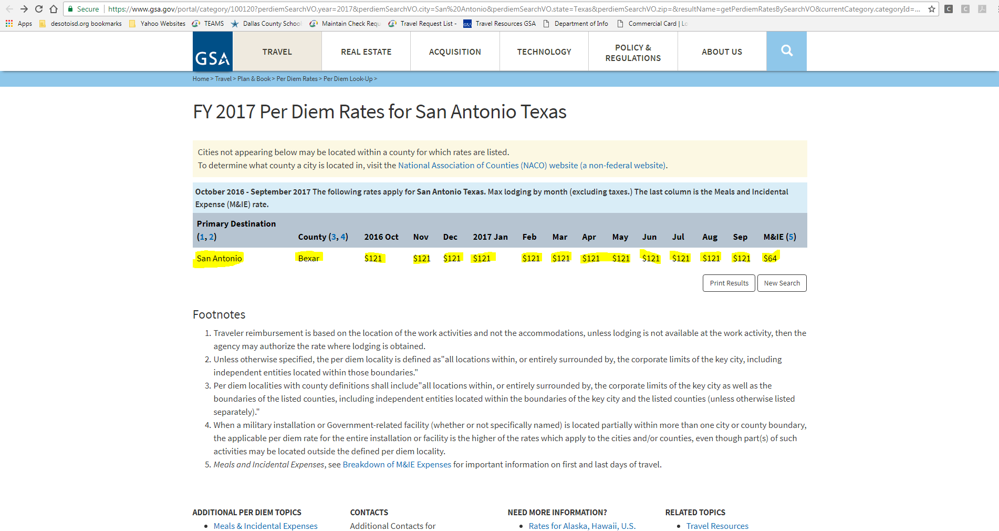 Secure https://www.gsa.gov/portal/category/100120?perdiemSearchVO.year=2017&perdiemSearchVO.city=San%20Antonio&perdiemSearchVO.state=Texas&perdiemSearchVO.zip=&resultName=getPerdiemRatesBySearchVO&currentCategory.categoryId=... C C
Apps desotoisd.org bookmarks Yahoo Websites TEAMS Dallas County School Maintain Check Requ Travel Request List - GSA Travel Resources GSA Department of Info Commercial Card | Lo
GSA TRAVEL REAL ESTATE ACQUISITION TECHNOLOGY POLICY & REGULATIONS ABOUT US
Home > Travel > Plan & Book > Per Diem Rates > Per Diem Look-Up >
FY 2017 Per Diem Rates for San Antonio Texas
Cities not appearing below may be located within a county for which rates are listed.
To determine what county a city is located in, visit the National Association of Counties (NACO) website (a non-federal website).
October 2016 - September 2017 The following rates apply for San Antonio Texas. Max lodging by month (excluding taxes.) The last column is the Meals and Incidental
Expense (M&IE) rate.
Primary Destination
(1, 2) County (3, 4) 2016 Oct Nov Dec 2017 Jan Feb Mar Apr May Jun Jul Aug Sep M&IE (5)
San Antonio Bexar $121 $121 $121 $121 $121 $121 $121 $121 $121 $121 $121 $121 $64
Print Results New Search
Footnotes
1. Traveler reimbursement is based on the location of the work activities and not the accommodations, unless lodging is not available at the work activity, then the
agency may authorize the rate where lodging is obtained.
2. Unless otherwise specified, the per diem locality is defined as"all locations within, or entirely surrounded by, the corporate limits of the key city, including
independent entities located within those boundaries."
3. Per diem localities with county definitions shall include"all locations within, or entirely surrounded by, the corporate limits of the key city as well as the
boundaries of the listed counties, including independent entities located within the boundaries of the key city and the listed counties (unless otherwise listed
separately)."
4. When a military installation or Government-related facility (whether or not specifically named) is located partially within more than one city or county boundary,
the applicable per diem rate for the entire installation or facility is the higher of the rates which apply to the cities and/or counties, even though part(s) of such
activities may be located outside the defined per diem locality.
5. Meals and Incidental Expenses, see Breakdown of M&IE Expenses for important information on first and last days of travel.
ADDITIONAL PER DIEM TOPICS CONTACTS NEED MORE INFORMATION? RELATED TOPICS
Meals & Incidental Expenses Additional Contacts for Rates for Alaska, Hawaii, U.S. Travel Resources